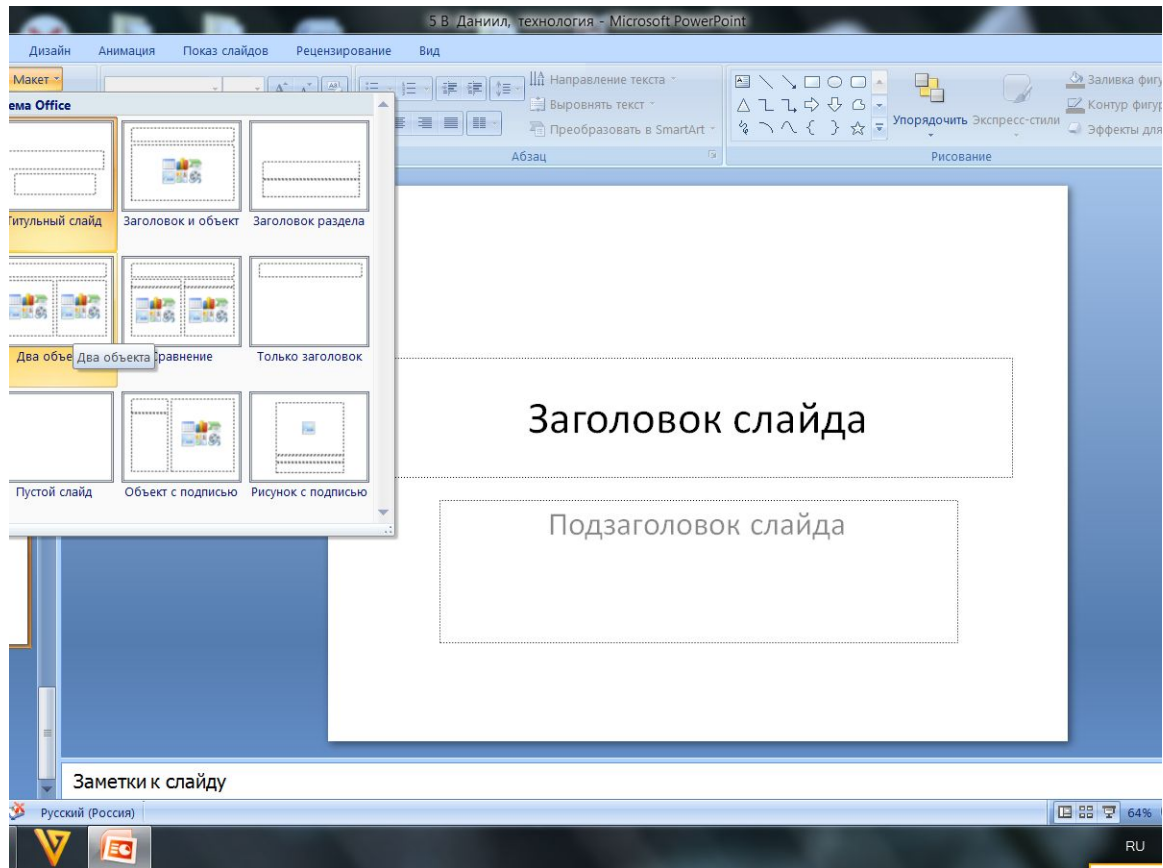 5 В Даниил, технология - Microsoft PowerPoint
Дизайн Анимация Показ слайдов Рецензирование Вид
Макет
Направление текста
Выровнять текст
Преобразовать в SmartArt
Абзац
Упорядочить Экспресс-стили
Заливка фигу
Контур фигур
Эффекты для
Рисование
ема Office
Титульный слайд Заголовок и объект Заголовок раздела
Два объе Два объекта равнение Только заголовок
Пустой слайд Объект с подписью Рисунок с подписью
Заголовок слайда
Подзаголовок слайда
Заметки к слайду
Русский (Россия) 64%
RU